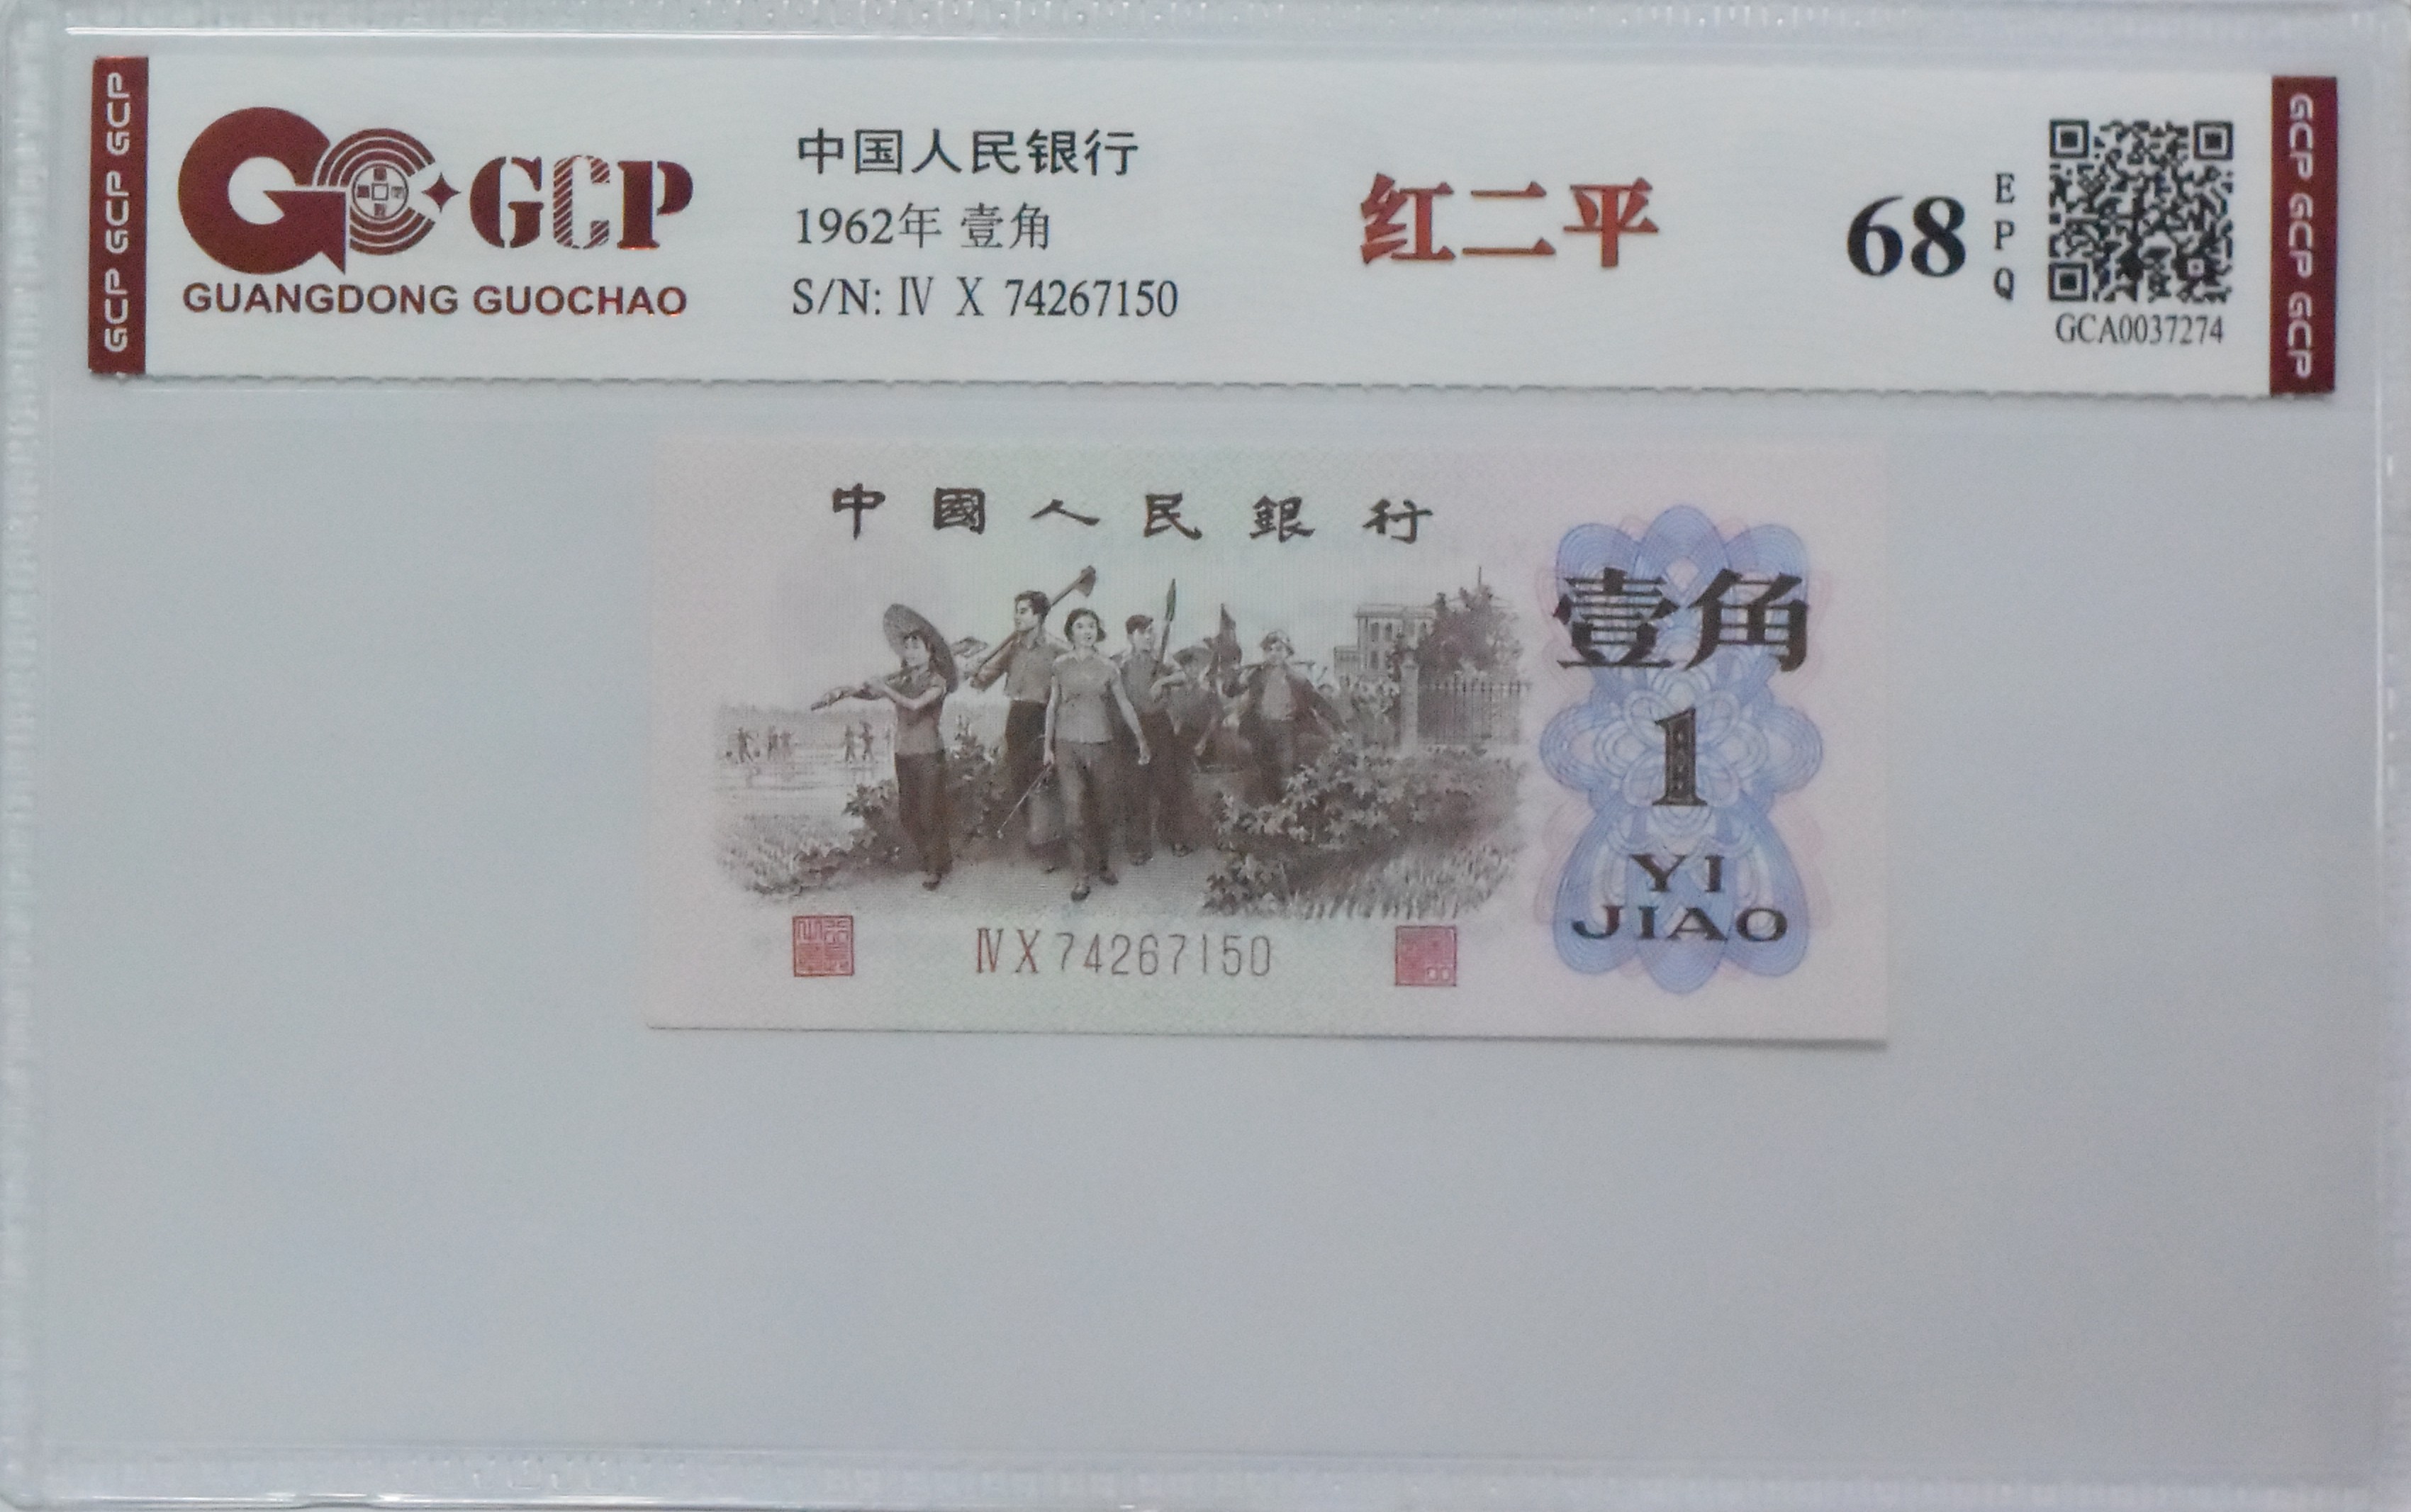 GCP GCP GCP
GCP
GUANGDONG GUOCHAO
中国人民银行
1962年 壹角
S/N: Ⅳ X 74267150
红二平
68
EPQ
GCA0037274
GCP GCP GCP
中國人民銀行
壹角
1
YI
JIAO
ⅣX74267150